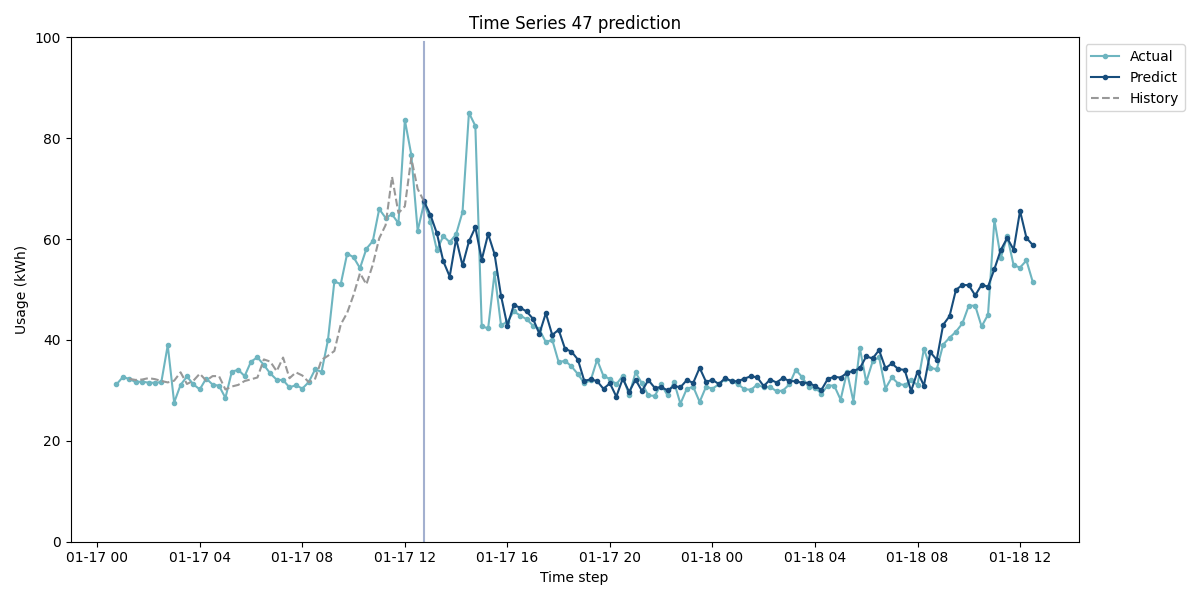 Time Series 47 prediction
Usage (kWh)
100
80
60
40
20
0
01-17 00
01-17 04
01-17 08
01-17 12
01-17 16
01-17 20
01-18 00
01-18 04
01-18 08
01-18 12
Time step
Actual
Predict
History